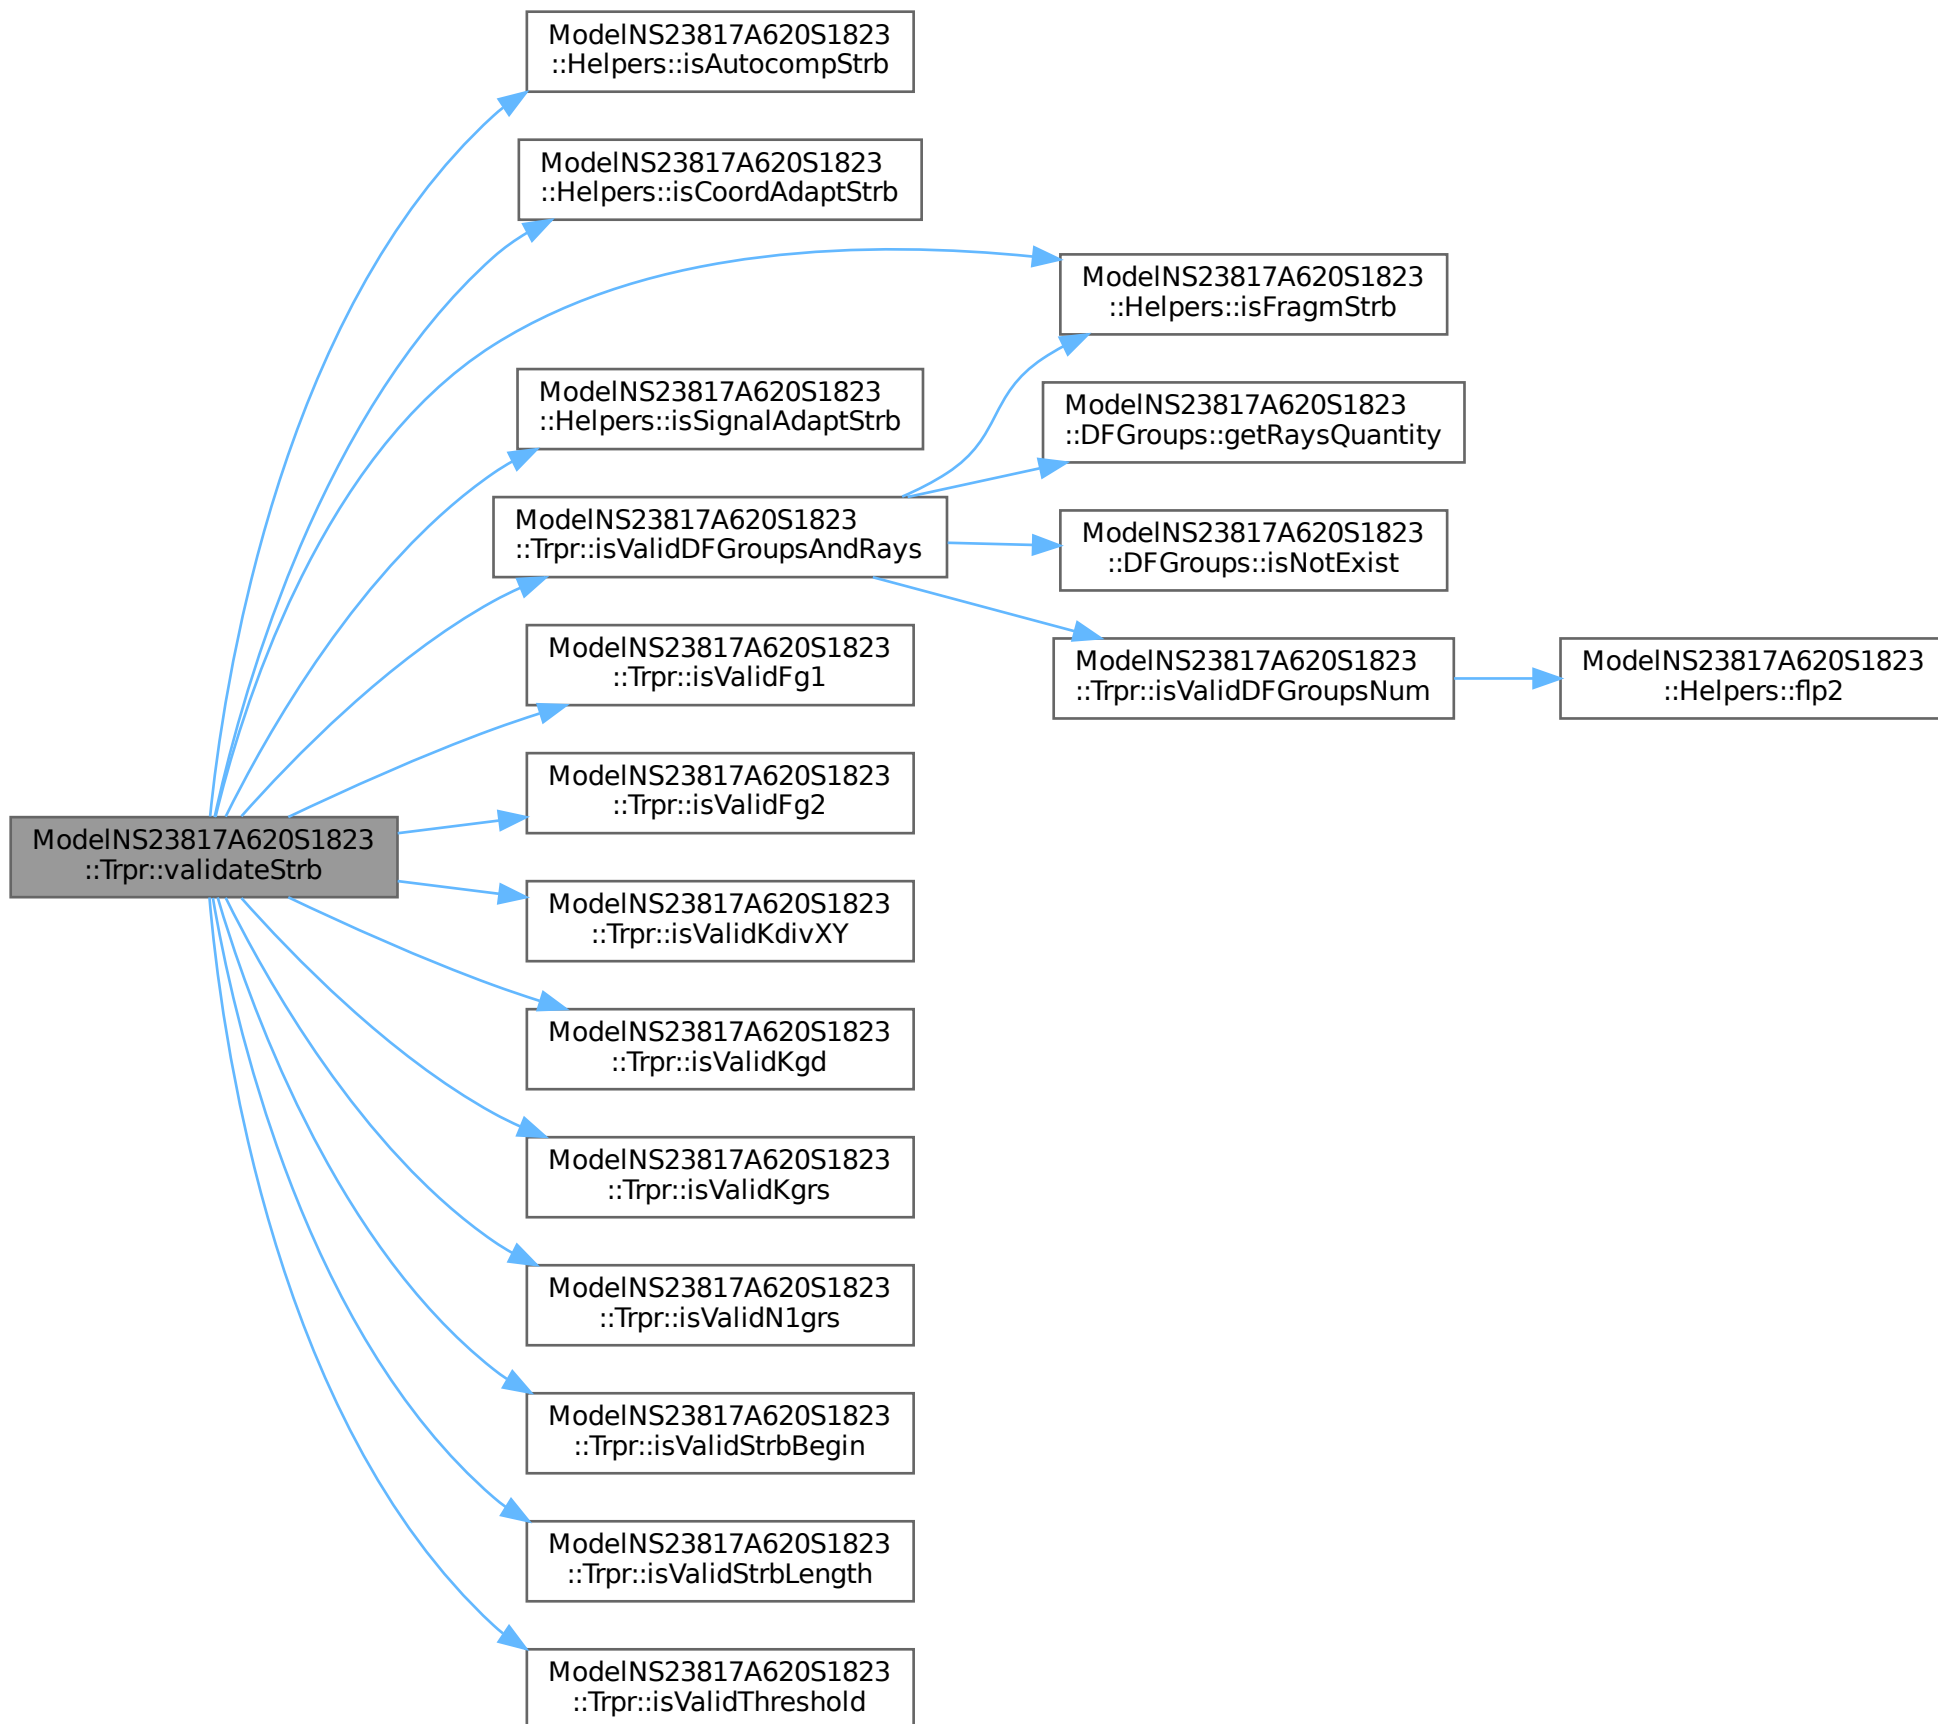 ModelNS23817A620S1823
::Helpers::isAutocompStrb
ModelNS23817A620S1823
::Helpers::isCoordAdaptStrb
ModelNS23817A620S1823
::Helpers::isFragmStrb
ModelNS23817A620S1823
::Helpers::isSignalAdaptStrb
ModelNS23817A620S1823
::DFGroups::getRaysQuantity
ModelNS23817A620S1823
::Trpr::isValidDFGroupsAndRays
ModelNS23817A620S1823
::DFGroups::isNotExist
ModelNS23817A620S1823
::Trpr::isValidFg1
ModelNS23817A620S1823
::Trpr::isValidDFGroupsNum
ModelNS23817A620S1823
::Helpers::flp2
ModelNS23817A620S1823
::Trpr::isValidFg2
ModelNS23817A620S1823
::Trpr::validateStrb
ModelNS23817A620S1823
::Trpr::isValidKdivXY
ModelNS23817A620S1823
::Trpr::isValidKgd
ModelNS23817A620S1823
::Trpr::isValidKgrs
ModelNS23817A620S1823
::Trpr::isValidN1grs
ModelNS23817A620S1823
::Trpr::isValidStrbBegin
ModelNS23817A620S1823
::Trpr::isValidStrbLength
ModelNS23817A620S1823
::Trpr::isValidThreshold